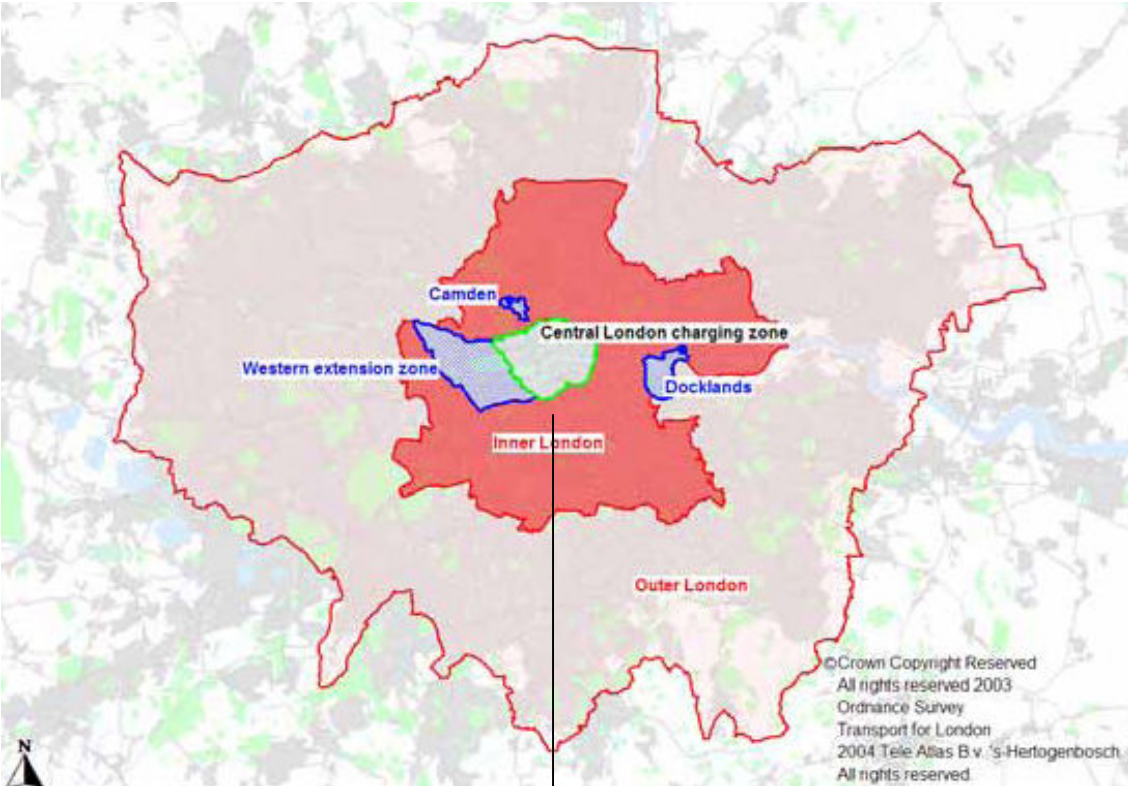 Camden
Central London charging zone
Western extension zone
Docklands
Inner London
Outer London
©Crown Copyright Reserved
All rights reserved 2003
Ordnance Survey
Transport for London
2004 Tele Atlas B.v. 's-Hertogenbosch
All rights reserved
N